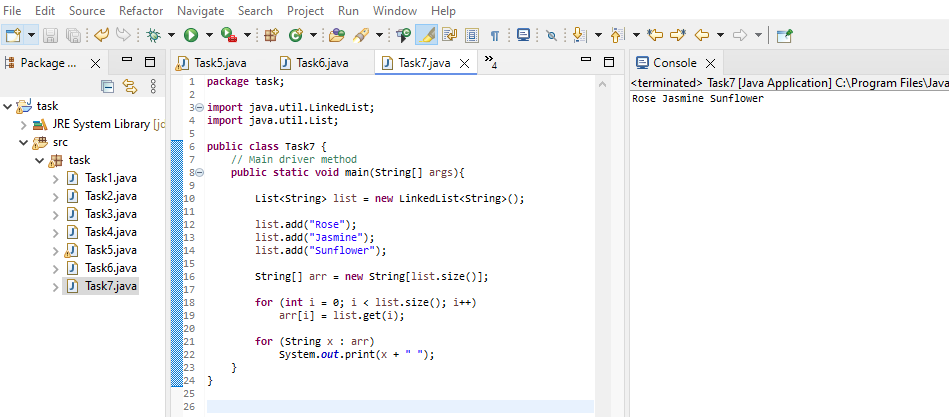 File Edit Source Refactor Navigate Search Project Run Window Help
Package ...
task
JRE System Library
src
task
Task1.java
Task2.java
Task3.java
Task4.java
Task5.java
Task6.java
Task7.java
Task5.java Task6.java Task7.java »4
1 package task;
2
3 import java.util.LinkedList;
4 import java.util.List;
5
6 public class Task7 {
7 // Main driver method
8 public static void main(String[] args){
9
10 List<String> list = new LinkedList<String>();
11
12 list.add("Rose");
13 list.add("Jasmine");
14 list.add("Sunflower");
15
16 String[] arr = new String[list.size()];
17
18 for (int i = 0; i < list.size(); i++)
19 arr[i] = list.get(i);
20
21 for (String x : arr)
22 System.out.print(x + " ");
23 }
24 }
25
26
Console
<terminated> Task7 [Java Application] C:\Program Files\Java
Rose Jasmine Sunflower